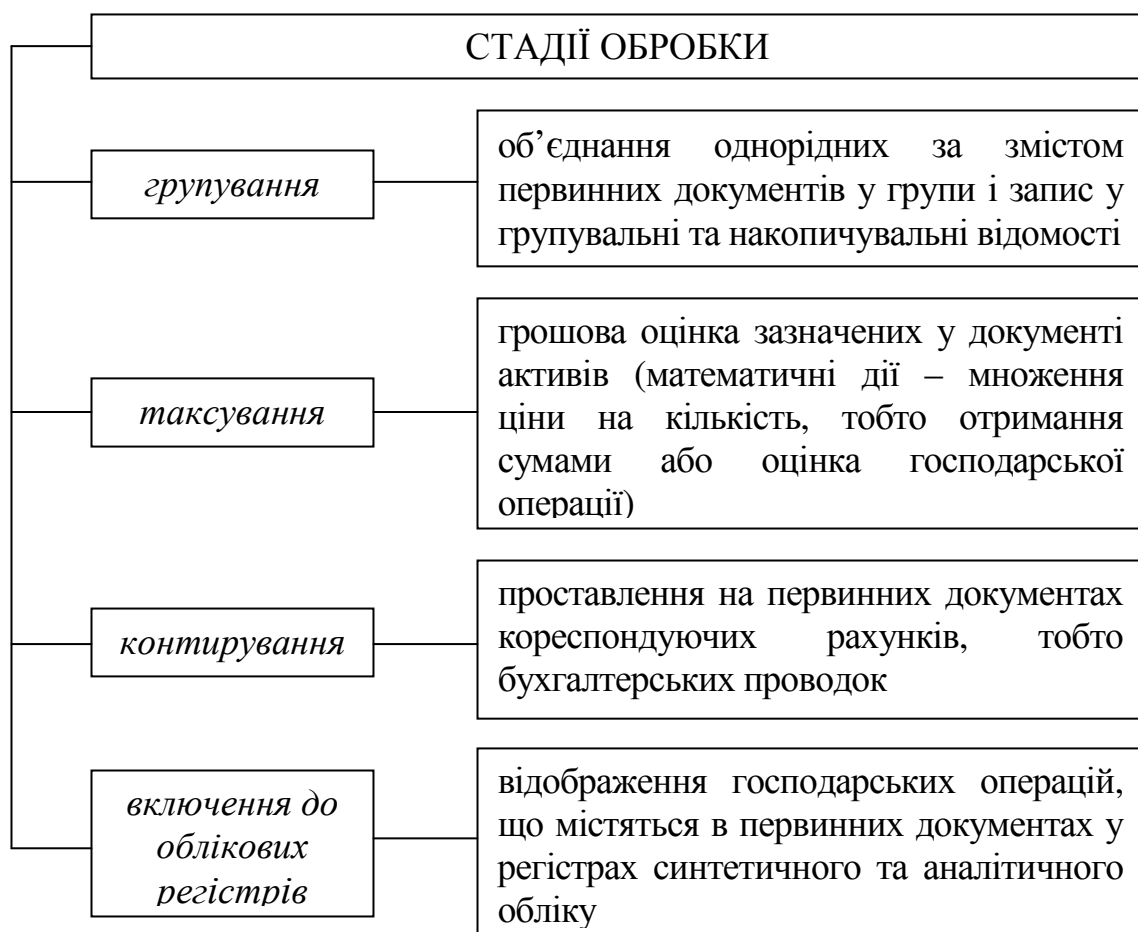 СТАДІЇ ОБРОБКИ
групування
об’єднання однорідних за змістом
первинних документів у групи і запис у
групувальні та накопичувальні відомості
таксування
грошова оцінка зазначених у документі
активів (математичні дії – множення
ціни на кількість, тобто отримання
сумами або оцінка господарської
операції)
контирування
проставлення на первинних документах
кореспондуючих рахунків, тобто
бухгалтерських проводок
включення до
облікових
регістрів
відображення господарських операцій,
що містяться в первинних документах у
регістрах синтетичного та аналітичного
обліку